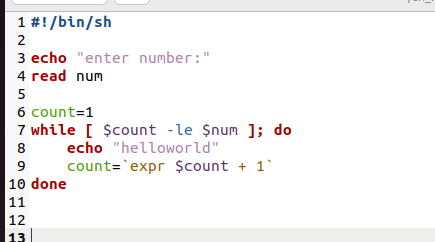 1 #!/bin/sh
2
3 echo "enter number:"
4 read num
5
6 count=1
7 while [ $count -le $num ]; do
8     echo "helloworld"
9     count=`expr $count + 1`
10 done
11
12
13